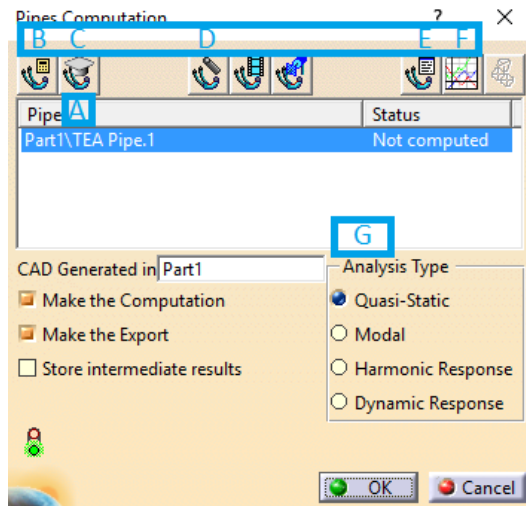 Pipes Computation ? ×
B C D E F
Pipe A Status
Part1\TEA Pipe.1 Not computed
G
CAD Generated in Part1 Analysis Type
Make the Computation Quasi-Static
Make the Export Modal
Store intermediate results Harmonic Response
Dynamic Response
OK Cancel